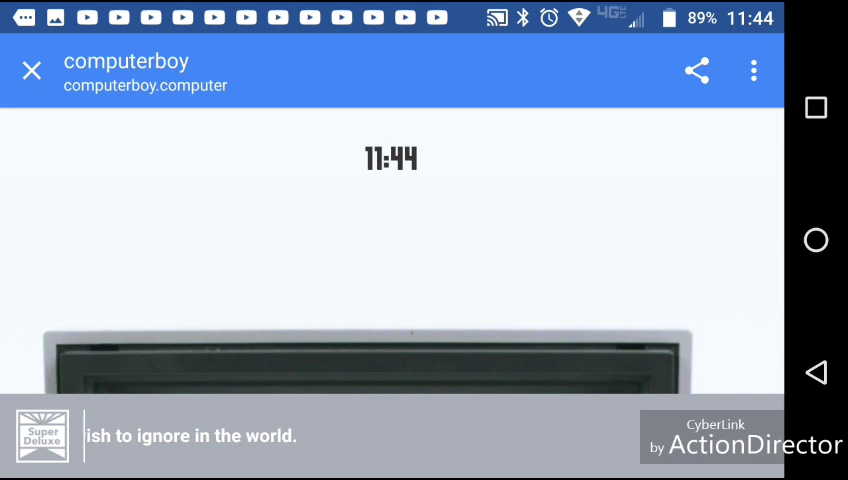 4G 89% 11:44
computerboy
computerboy.computer
11:44
Super
Deluxe
ish to ignore in the world.
CyberLink
by ActionDirector